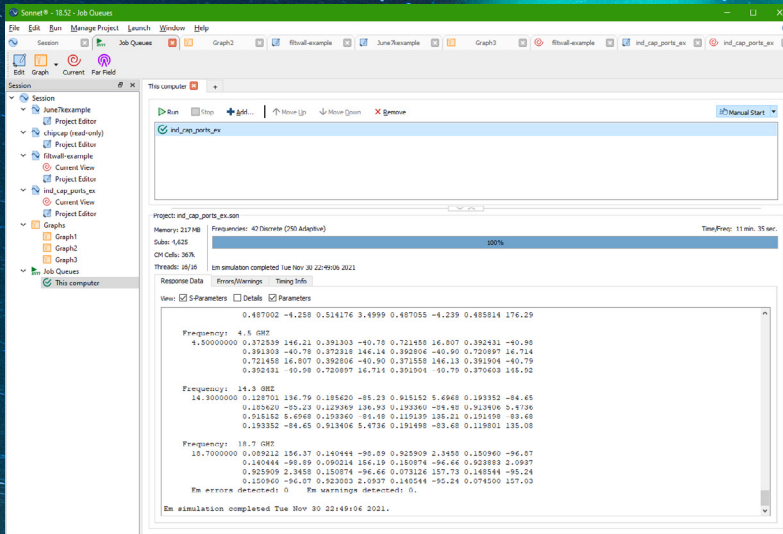 Sonnet® - 18.52 - Job Queues
File Edit Run Manage Project Launch Window Help
Session Job Queues Graph2 filtwall-example June7kexample Graph3 filtwall-example ind_cap_ports_ex ind_cap_ports_ex
Edit Graph Current Far Field
Session
Session
June7kexample
Project Editor
chipcap (read-only)
Project Editor
filtwall-example
Current View
Project Editor
ind_cap_ports_ex
Current View
Project Editor
Graphs
Graph1
Graph2
Graph3
Job Queues
This computer
This computer
Run Stop Add... Move Up Move Down Remove Manual Start
ind_cap_ports_ex
Project: ind_cap_ports_ex.son
Memory: 217 MB Frequencies: 42 Discrete (250 Adaptive) Time/Freq: 11 min. 35 sec.
Subs: 4,625 100%
CM Cells: 367k
Threads: 16/16 Em simulation completed Tue Nov 30 22:49:06 2021
Response Data Errors/Warnings Timing Info
View: S-Parameters Details Parameters
0.487002 -4.258 0.514176 3.4999 0.487055 -4.239 0.485814 176.29
Frequency: 4.5 GHZ
4.50000000 0.372539 146.21 0.391303 -40.78 0.721458 16.807 0.392431 -40.98
0.391303 -40.78 0.372318 146.14 0.392806 -40.90 0.720897 16.714
0.721458 16.807 0.392806 -40.90 0.371558 146.13 0.391904 -40.79
0.392431 -40.98 0.720897 16.714 0.391904 -40.79 0.370603 145.92
Frequency: 14.3 GHZ
14.3000000 0.128701 136.79 0.185620 -85.23 0.915152 5.6968 0.193352 -84.65
0.185620 -85.23 0.129369 136.93 0.193360 -84.48 0.913406 5.4736
0.915152 5.6968 0.193360 -84.48 0.119139 135.21 0.191498 -83.68
0.193352 -84.65 0.913406 5.4736 0.191498 -83.68 0.119801 135.08
Frequency: 18.7 GHZ
18.7000000 0.089212 156.37 0.140444 -98.89 0.925909 2.3458 0.150960 -96.87
0.140444 -98.89 0.090214 156.19 0.150874 -96.66 0.923883 2.0937
0.925909 2.3458 0.150874 -96.66 0.073126 157.73 0.148544 -95.24
0.150960 -96.87 0.923883 2.0937 0.148544 -95.24 0.074500 157.03
Em errors detected: 0 Em warnings detected: 0.
Em simulation completed Tue Nov 30 22:49:06 2021.